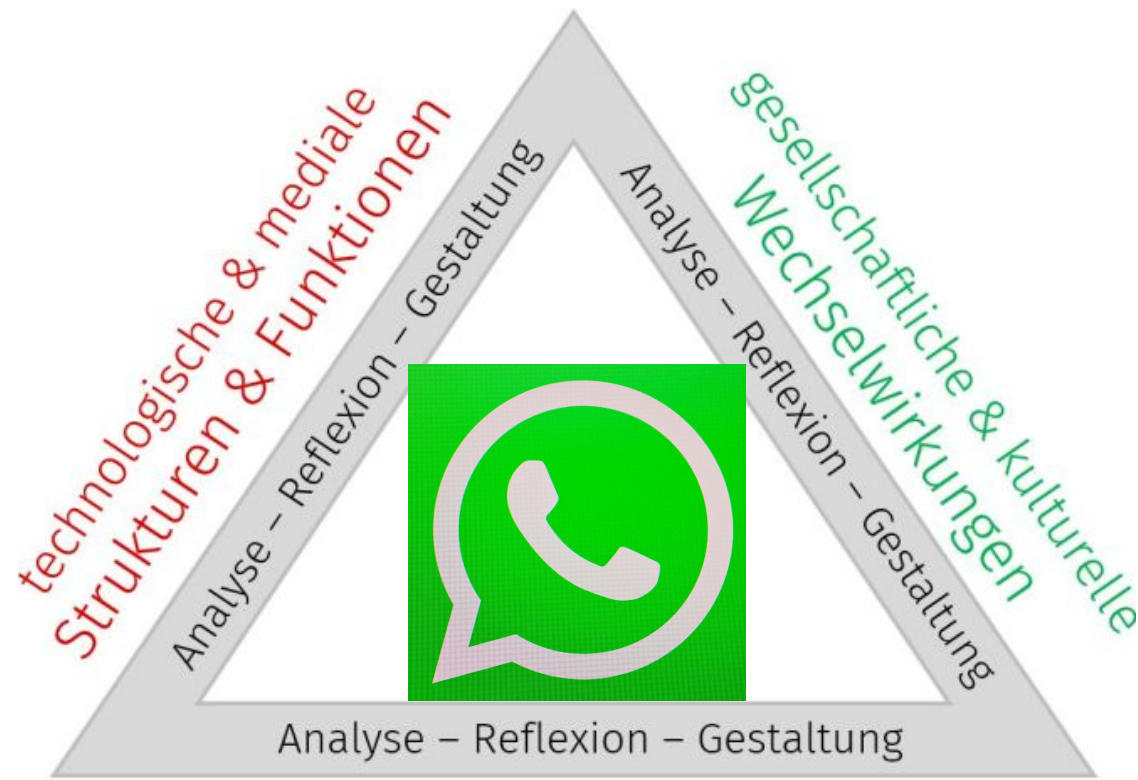 technologische & mediale
Strukturen & Funktionen
Analyse – Reflexion – Gestaltung
gesellschaftliche & kulturelle
Wechselwirkungen
Analyse – Reflexion – Gestaltung
Analyse – Reflexion – Gestaltung